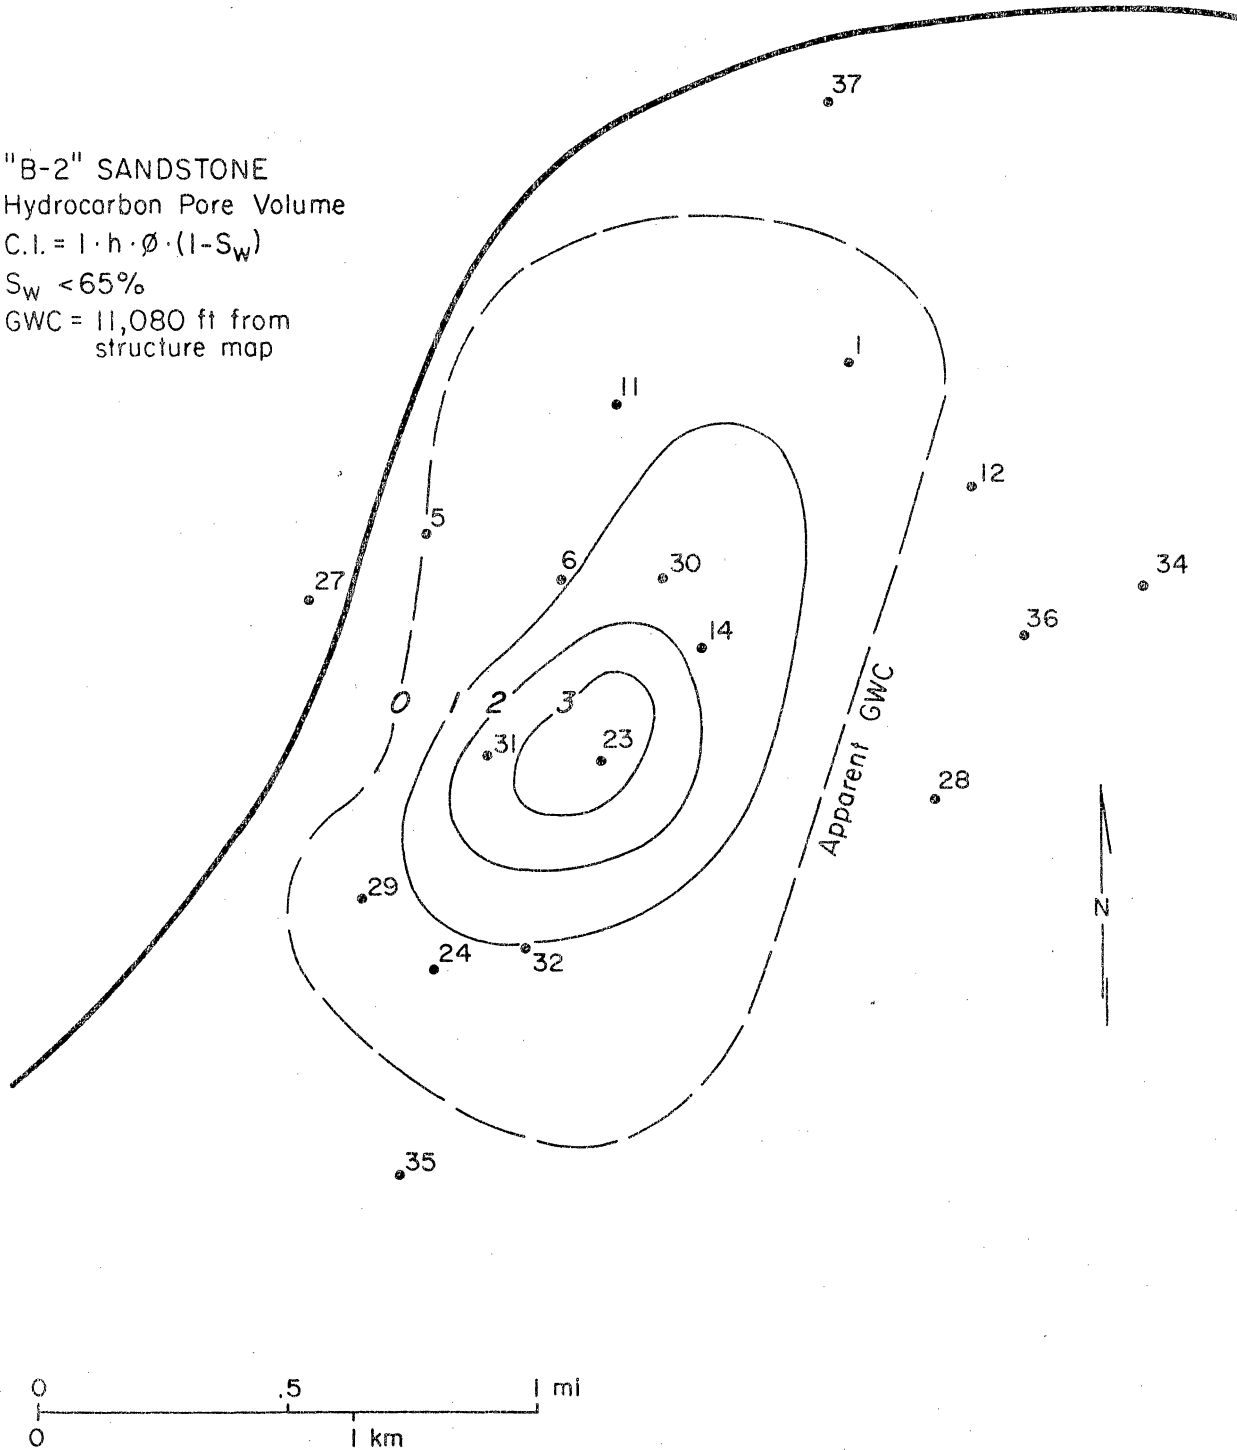 "B-2" SANDSTONE
Hydrocarbon Pore Volume
C.I. = 1·h·Ø·(1-Sw)
Sw <65%
GWC = 11,080 ft from
structure map
37
1
11
12
5
6
30
34
27
14
36
0 1 2 3
31
23
28
Apparent GWC
29
N
24
32
35
0 .5 1 mi
0 1 km